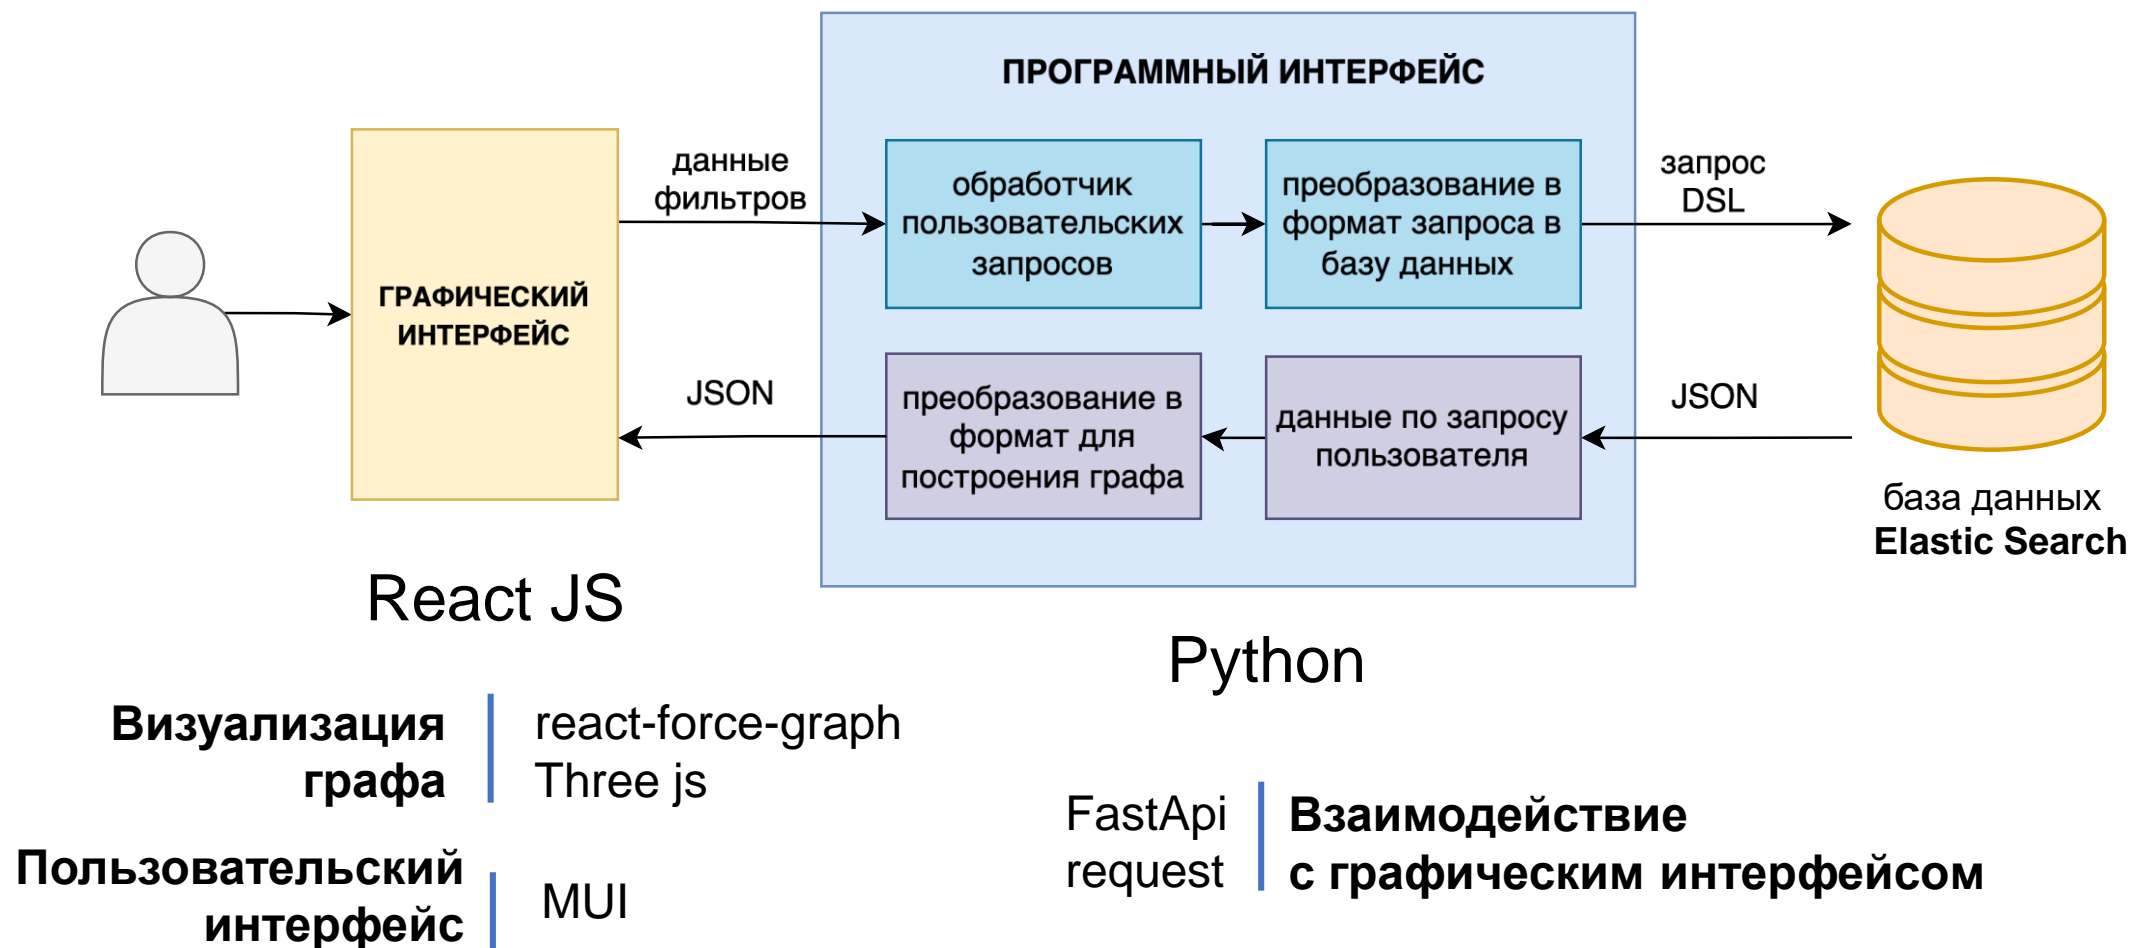 ПРОГРАММНЫЙ ИНТЕРФЕЙС
ГРАФИЧЕСКИЙ
ИНТЕРФЕЙС
данные
фильтров
обработчик
пользовательских
запросов
преобразование в
формат запроса в
базу данных
запрос
DSL
JSON
преобразование в
формат для
построения графа
данные по запросу
пользователя
JSON
база данных
Elastic Search
React JS
Python
Визуализация
графа
react-force-graph
Three js
Пользовательский
интерфейс
MUI
FastApi
request
Взаимодействие
с графическим интерфейсом